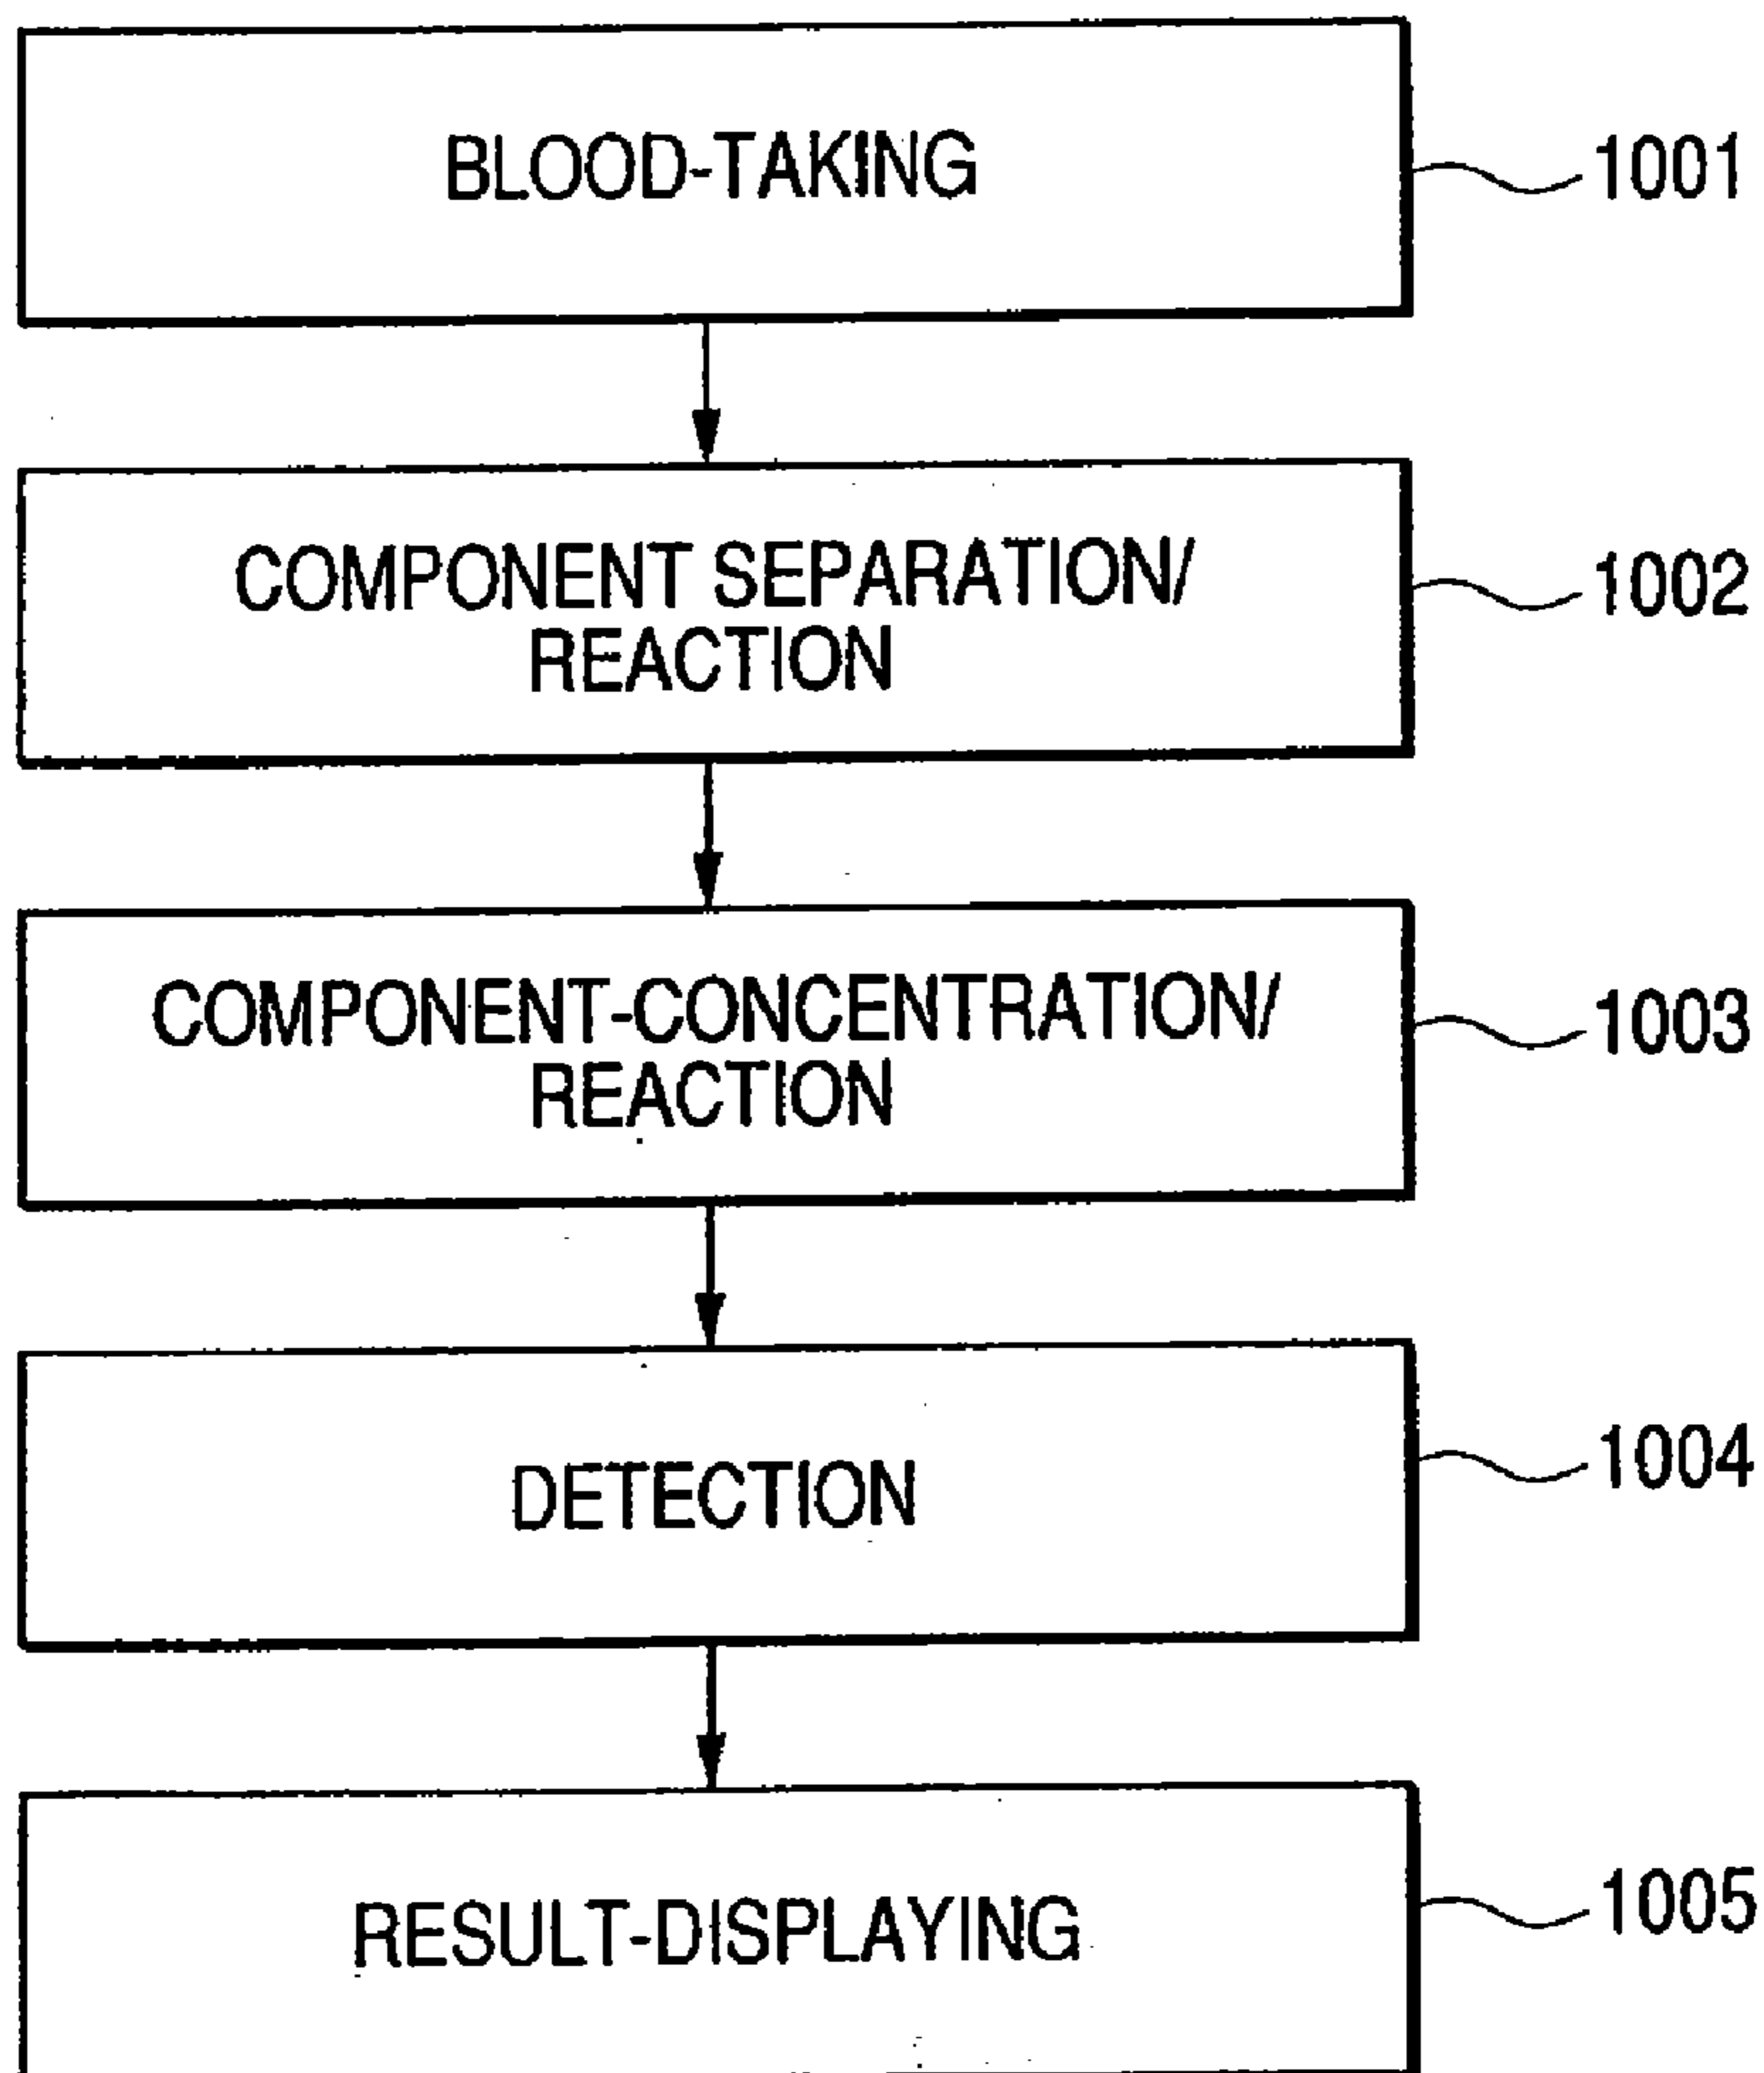 BLOOD-TAKING
1001
COMPONENT SEPARATION/
REACTION
1002
COMPONENT-CONCENTRATION/
REACTION
1003
DETECTION
1004
RESULT-DISPLAYING
1005